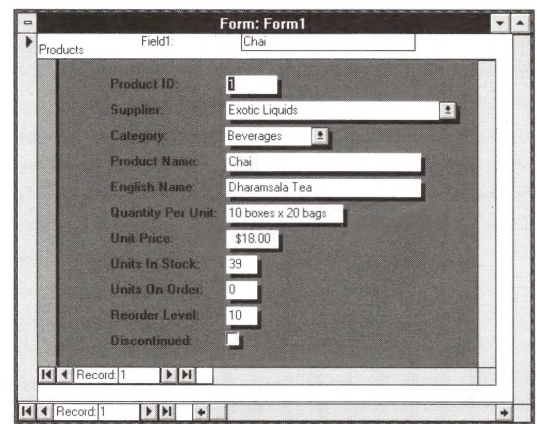 Form: Form1
Field1: Chai
Products
Product ID: 1
Supplier: Exotic Liquids
Category: Beverages
Product Name: Chai
English Name: Dharamsala Tea
Quantity Per Unit: 10 boxes x 20 bags
Unit Price: $18.00
Units In Stock: 39
Units On Order: 0
Reorder Level: 10
Discontinued:
Record: 1
Record: 1